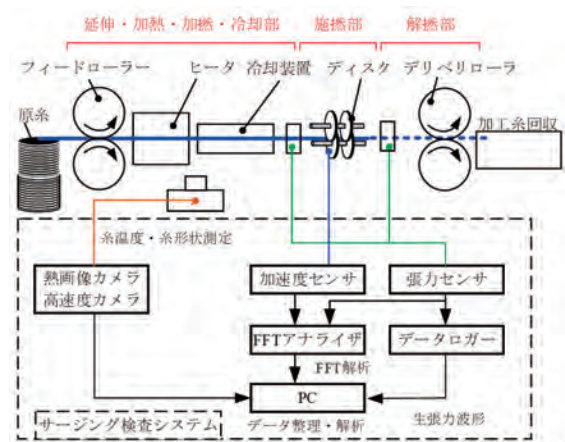 延伸・加熱・加撚・冷却部 施撚部 解撚部
フィードローラー ヒータ 冷却装置 ディスク デリベリローラ
原糸
加工糸回収
糸温度・糸形状測定
熱画像カメラ
高速度カメラ
加速度センサ
張力センサ
FFTアナライザ
データロガー
FFT解析
PC
サージング検査システム
データ整理・解析
生張力波形